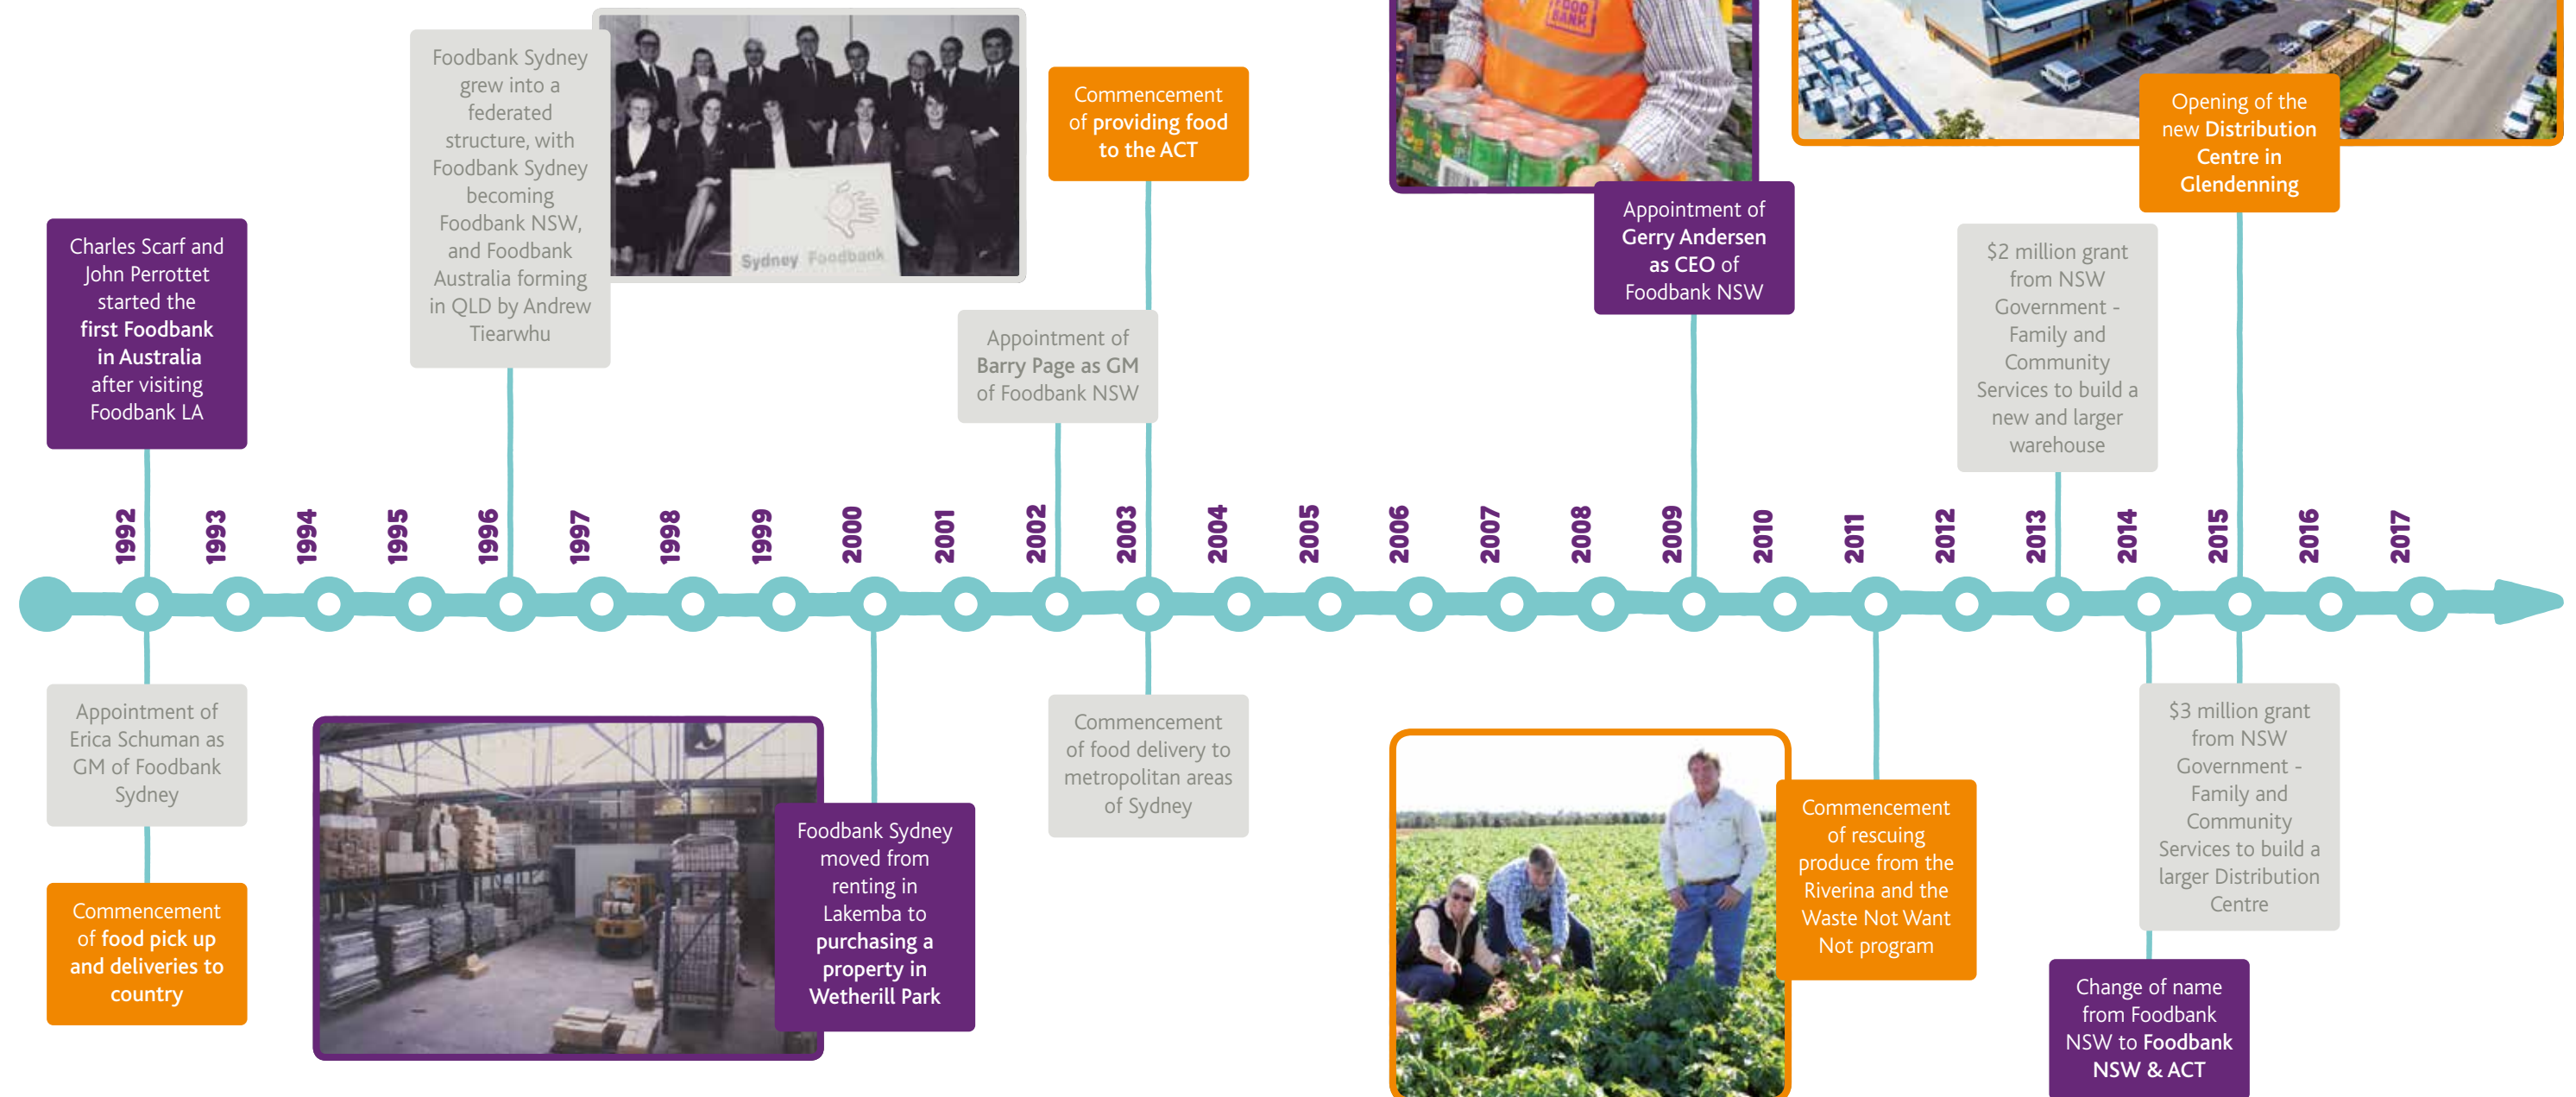 Foodbank Sydney
grew into a
federated
structure, with
Foodbank Sydney
becoming
Foodbank NSW,
and Foodbank
Australia forming
in QLD by Andrew
Tiearwhu
Sydney Foodbank
Commencement
of providing food
to the ACT
FOOD
BANK
Opening of the
new Distribution
Centre in
Glendenning
Charles Scarf and
John Perrottet
started the
first Foodbank
in Australia
after visiting
Foodbank LA
Appointment of
Barry Page as GM
of Foodbank NSW
Appointment of
Gerry Andersen
as CEO of
Foodbank NSW
$2 million grant
from NSW
Government -
Family and
Community
Services to build a
new and larger
warehouse
1992
1993
1994
1995
1996
1997
1998
1999
2000
2001
2002
2003
2004
2005
2006
2007
2008
2009
2010
2011
2012
2013
2014
2015
2016
2017
Appointment of
Erica Schuman as
GM of Foodbank
Sydney
Commencement
of food pick up
and deliveries to
country
Foodbank Sydney
moved from
renting in
Lakemba to
purchasing a
property in
Wetherill Park
Commencement
of food delivery to
metropolitan areas
of Sydney
Commencement
of rescuing
produce from the
Riverina and the
Waste Not Want
Not program
$3 million grant
from NSW
Government -
Family and
Community
Services to build a
larger Distribution
Centre
Change of name
from Foodbank
NSW to Foodbank
NSW & ACT